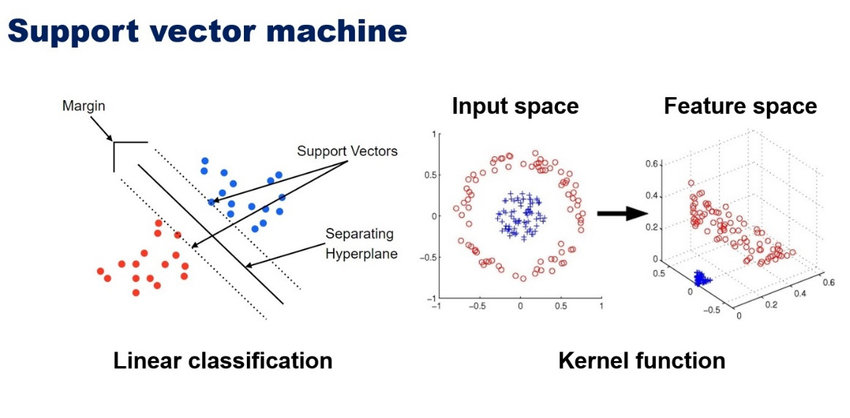 Support vector machine
Margin
Support Vectors
Separating
Hyperplane
Linear classification
Input space
Feature space
1
0.5
0
−0.5
−1
−1
−0.5
0
0.5
1
0.6
0.4
0.2
0
0.5
0
−0.5
0
0.2
0.4
0.6
Kernel function